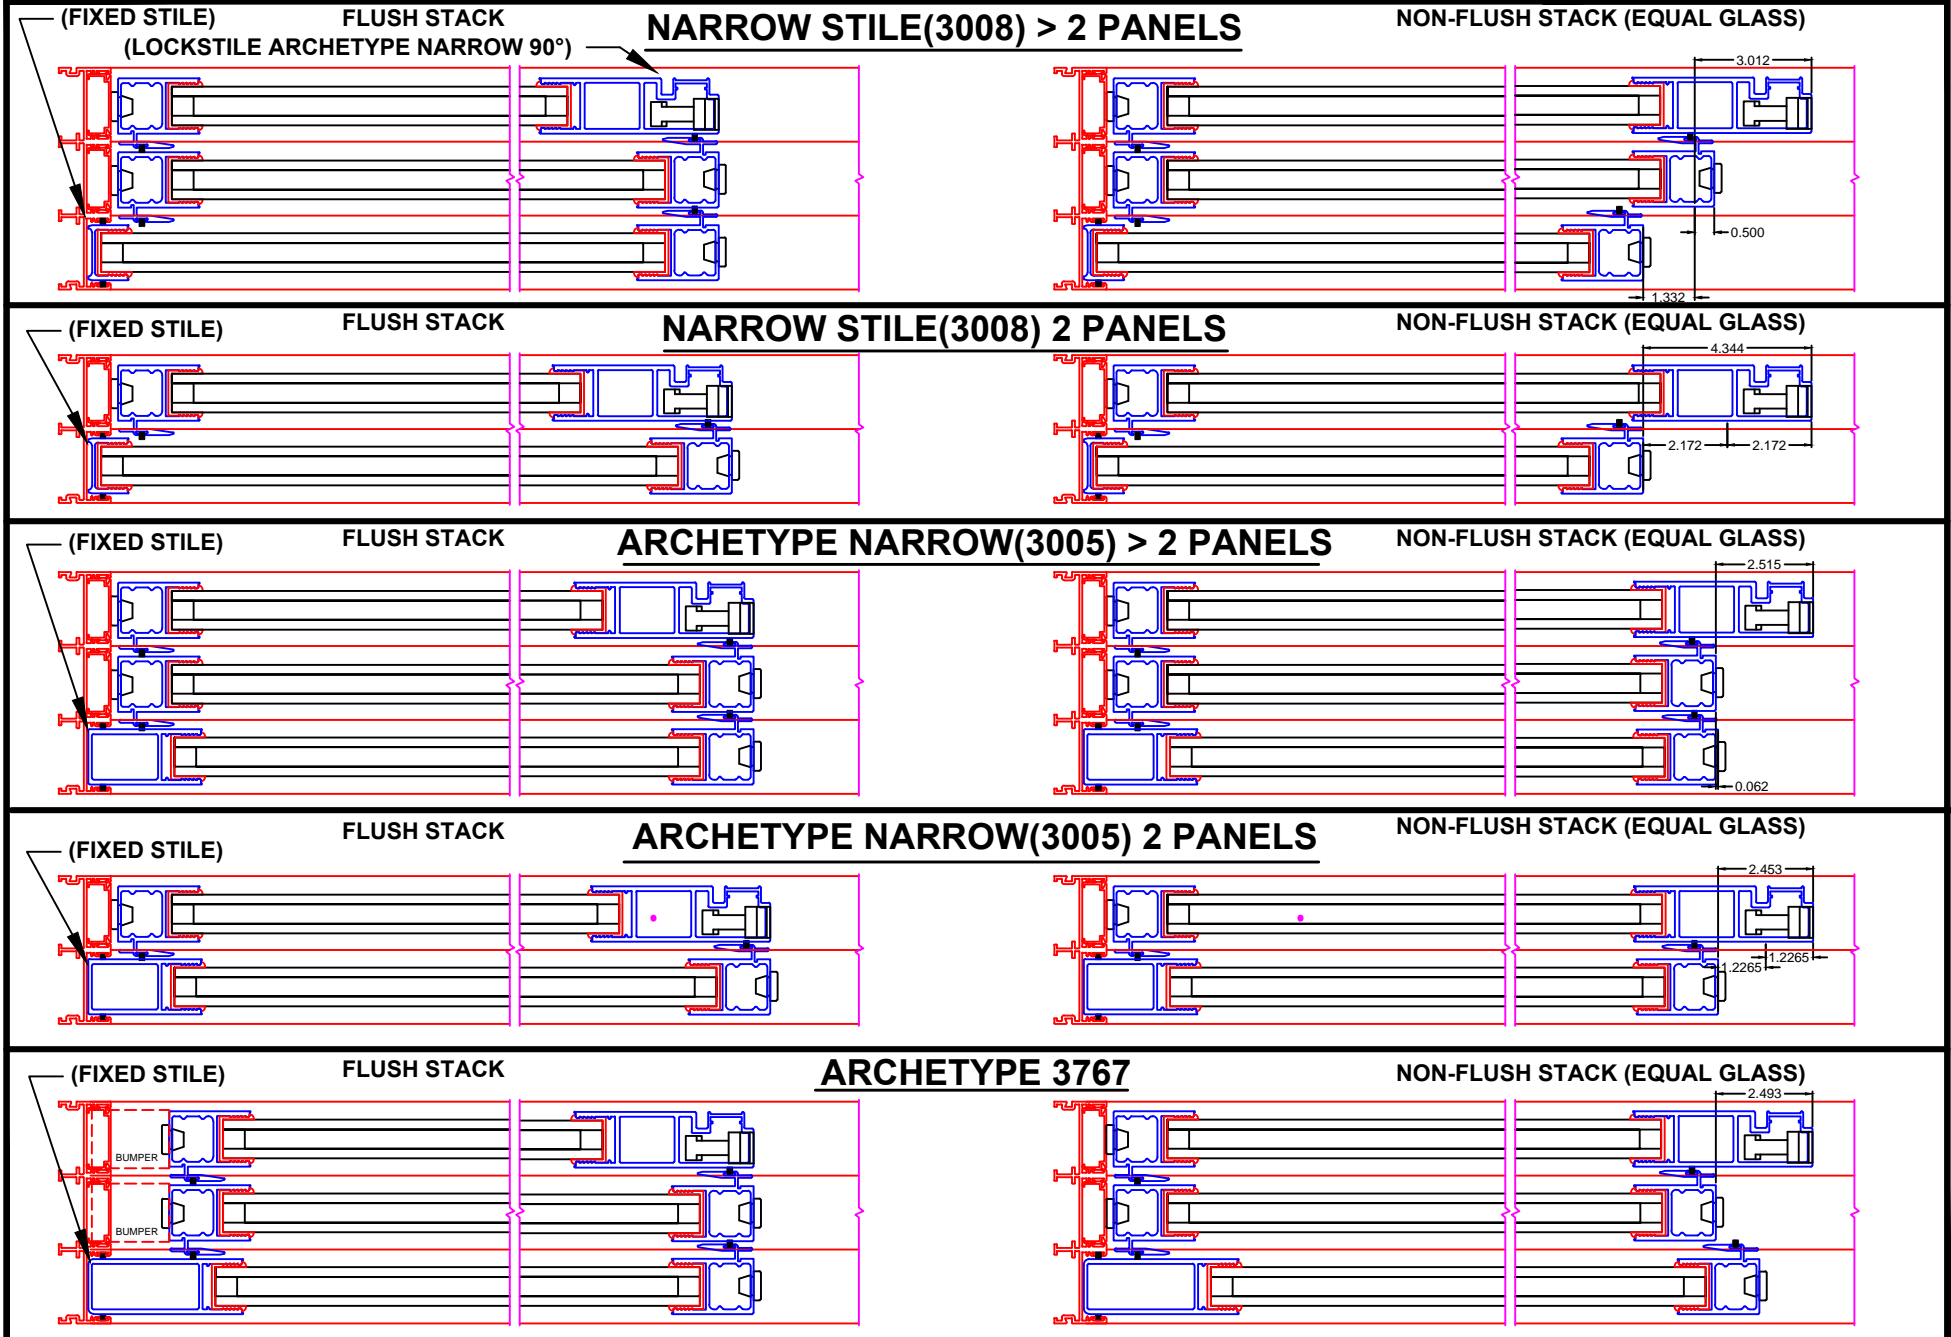 (FIXED STILE)
FLUSH STACK
NARROW STILE(3008) > 2 PANELS
NON-FLUSH STACK (EQUAL GLASS)
(LOCKSTILE ARCHETYPE NARROW 90°)
3.012
0.500
1.332
(FIXED STILE)
FLUSH STACK
NARROW STILE(3008) 2 PANELS
NON-FLUSH STACK (EQUAL GLASS)
4.344
2.172
2.172
(FIXED STILE)
FLUSH STACK
ARCHETYPE NARROW(3005) > 2 PANELS
NON-FLUSH STACK (EQUAL GLASS)
2.515
0.062
(FIXED STILE)
FLUSH STACK
ARCHETYPE NARROW(3005) 2 PANELS
NON-FLUSH STACK (EQUAL GLASS)
2.453
1.2265
1.2265
(FIXED STILE)
FLUSH STACK
ARCHETYPE 3767
NON-FLUSH STACK (EQUAL GLASS)
2.493
BUMPER
BUMPER